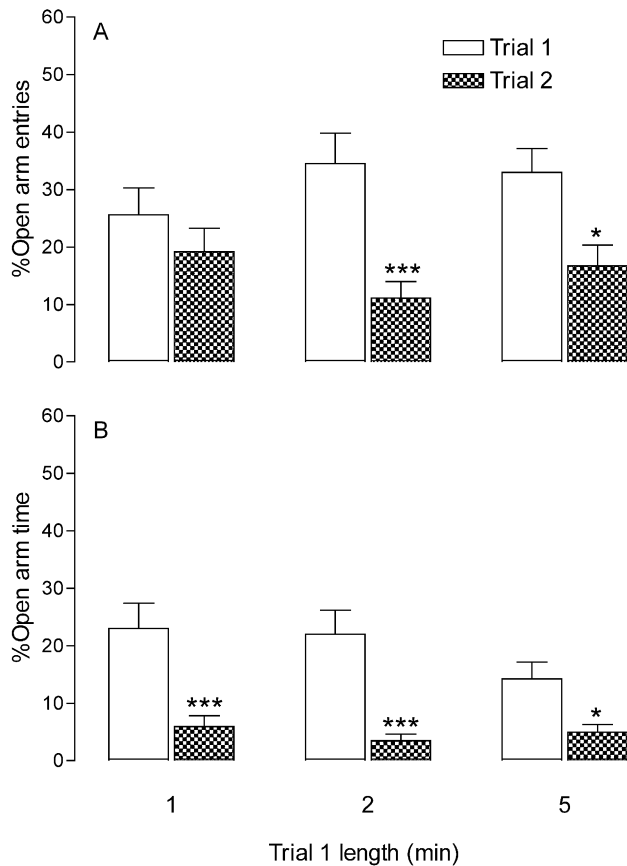 A
Trial 1
Trial 2
60
50
40
30
20
10
0
%Open arm entries
***
*
B
60
50
40
30
20
10
0
%Open arm time
***
***
*
1 2 5
Trial 1 length (min)